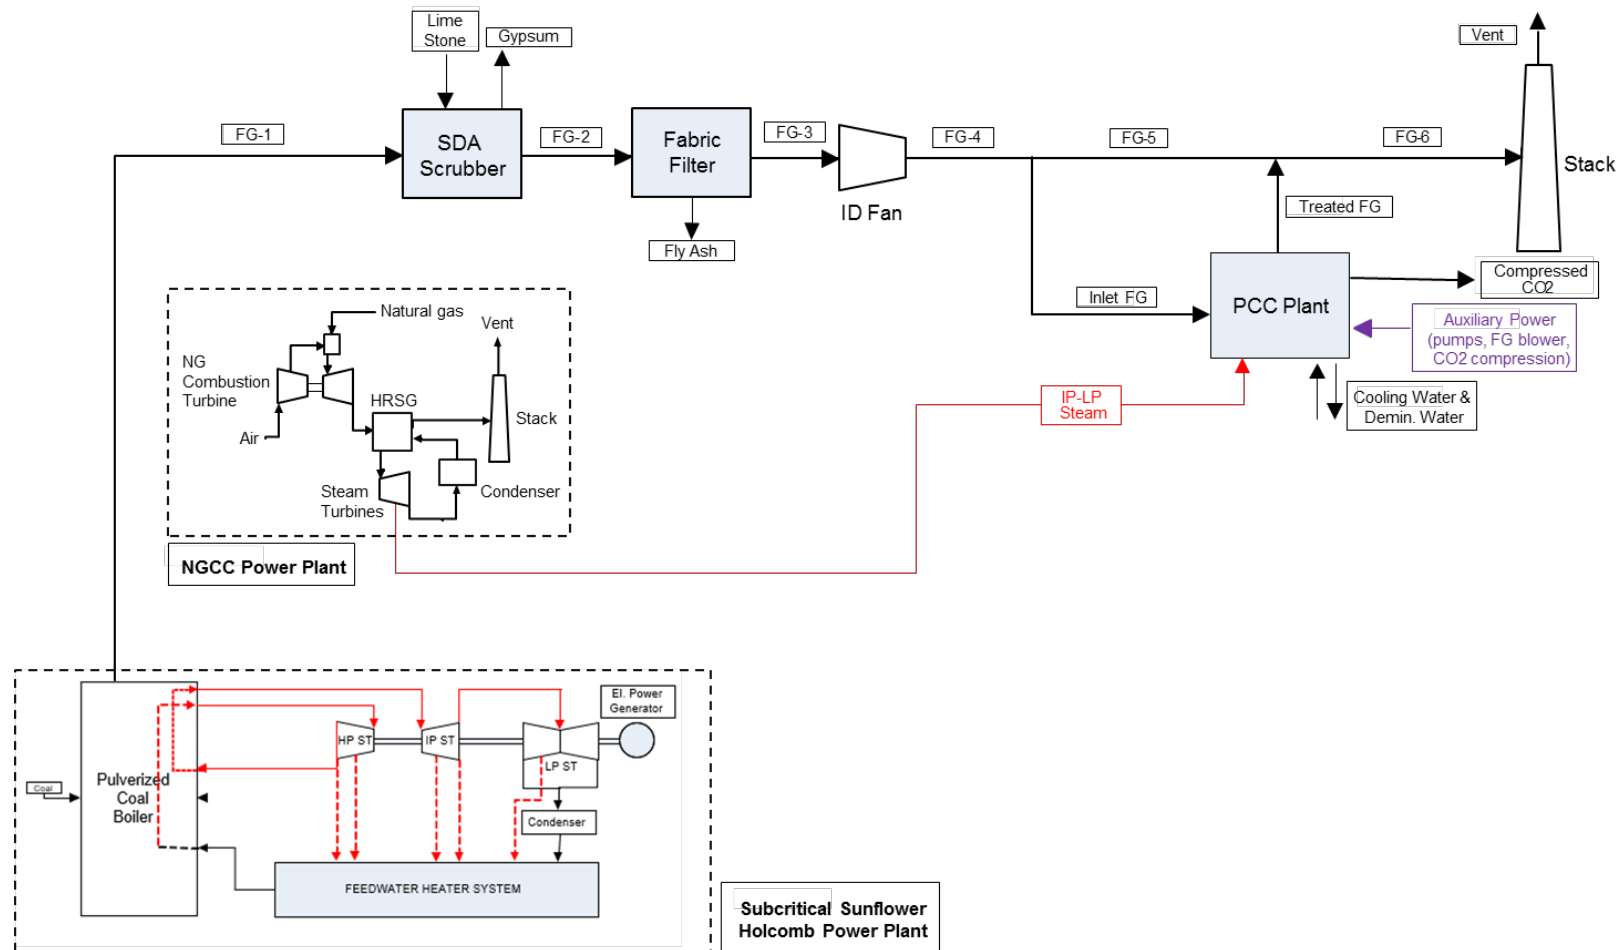 Lime
Stone
Gypsum
Vent
FG-1
SDA
Scrubber
FG-2
Fabric
Filter
FG-3
ID Fan
FG-4
FG-5
FG-6
Stack
Fly Ash
Treated FG
Inlet FG
PCC Plant
Compressed
CO2
Auxiliary Power
(pumps, FG blower,
CO2 compression)
Cooling Water &
Demin. Water
IP-LP
Steam
Natural gas
Vent
NG
Combustion
Turbine
HRSG
Stack
Air
Steam
Turbines
Condenser
NGCC Power Plant
El. Power
Generator
HP ST
IP ST
LP ST
Coal
Pulverized
Coal
Boiler
Condenser
FEEDWATER HEATER SYSTEM
Subcritical Sunflower
Holcomb Power Plant